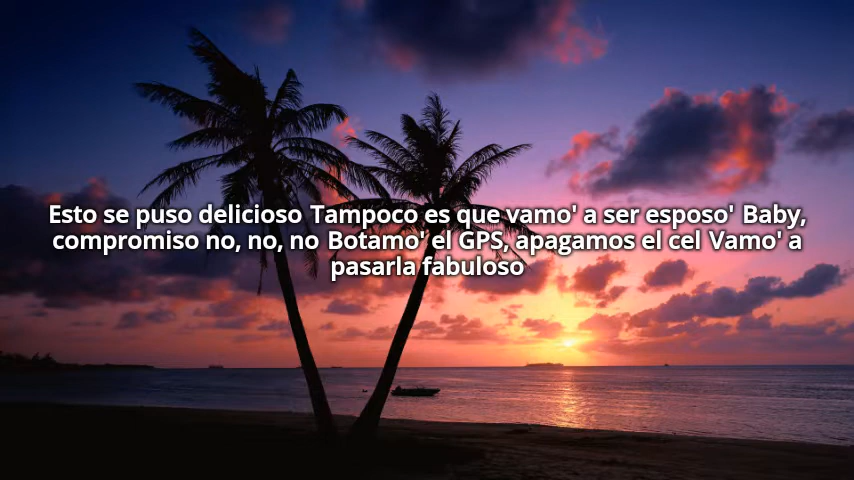 Esto se puso delicioso Tampoco es que vamo' a ser esposo' Baby,
compromiso no, no, no Botamo' el GPS, apagamos el cel Vamo' a
pasarla fabuloso